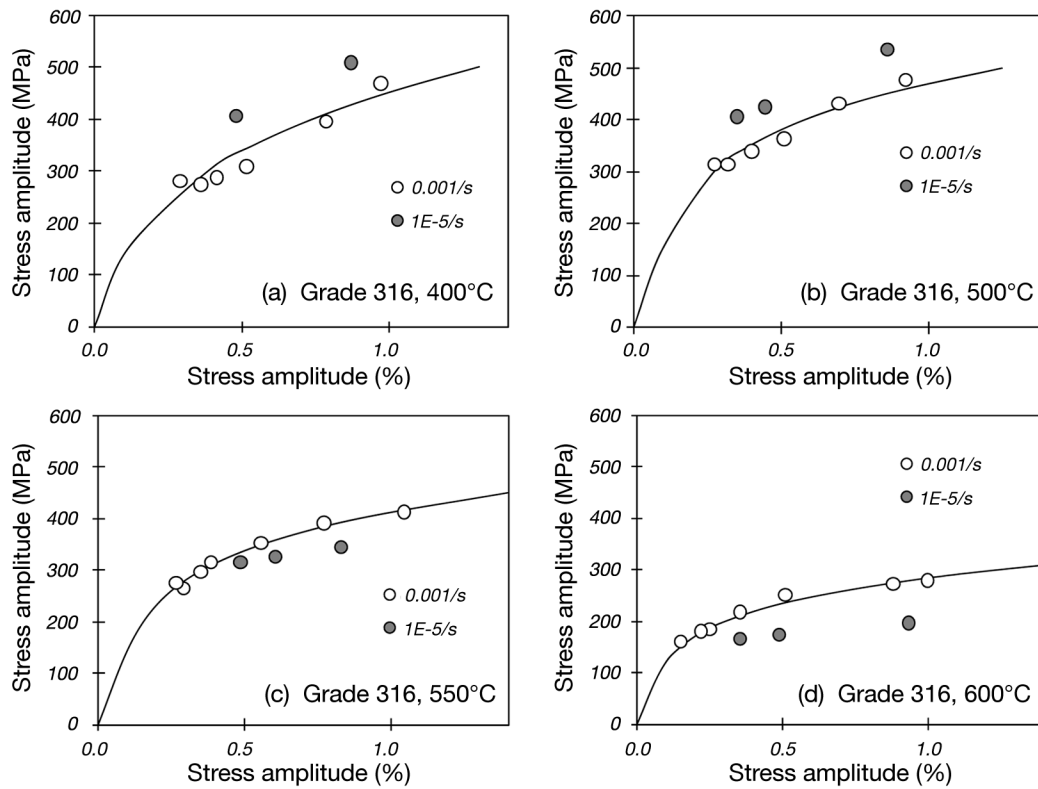 600
500
400
300
200
100
0
Stress amplitude (MPa)
0.001/s
1E-5/s
(a) Grade 316, 400°C
0.0 0.5 1.0
Stress amplitude (%)
600
500
400
300
200
100
0
Stress amplitude (MPa)
0.001/s
1E-5/s
(b) Grade 316, 500°C
0.0 0.5 1.0
Stress amplitude (%)
600
500
400
300
200
100
0
Stress amplitude (MPa)
0.001/s
1E-5/s
(c) Grade 316, 550°C
0.0 0.5 1.0
Stress amplitude (%)
600
500
400
300
200
100
0
Stress amplitude (MPa)
0.001/s
1E-5/s
(d) Grade 316, 600°C
0.0 0.5 1.0
Stress amplitude (%)